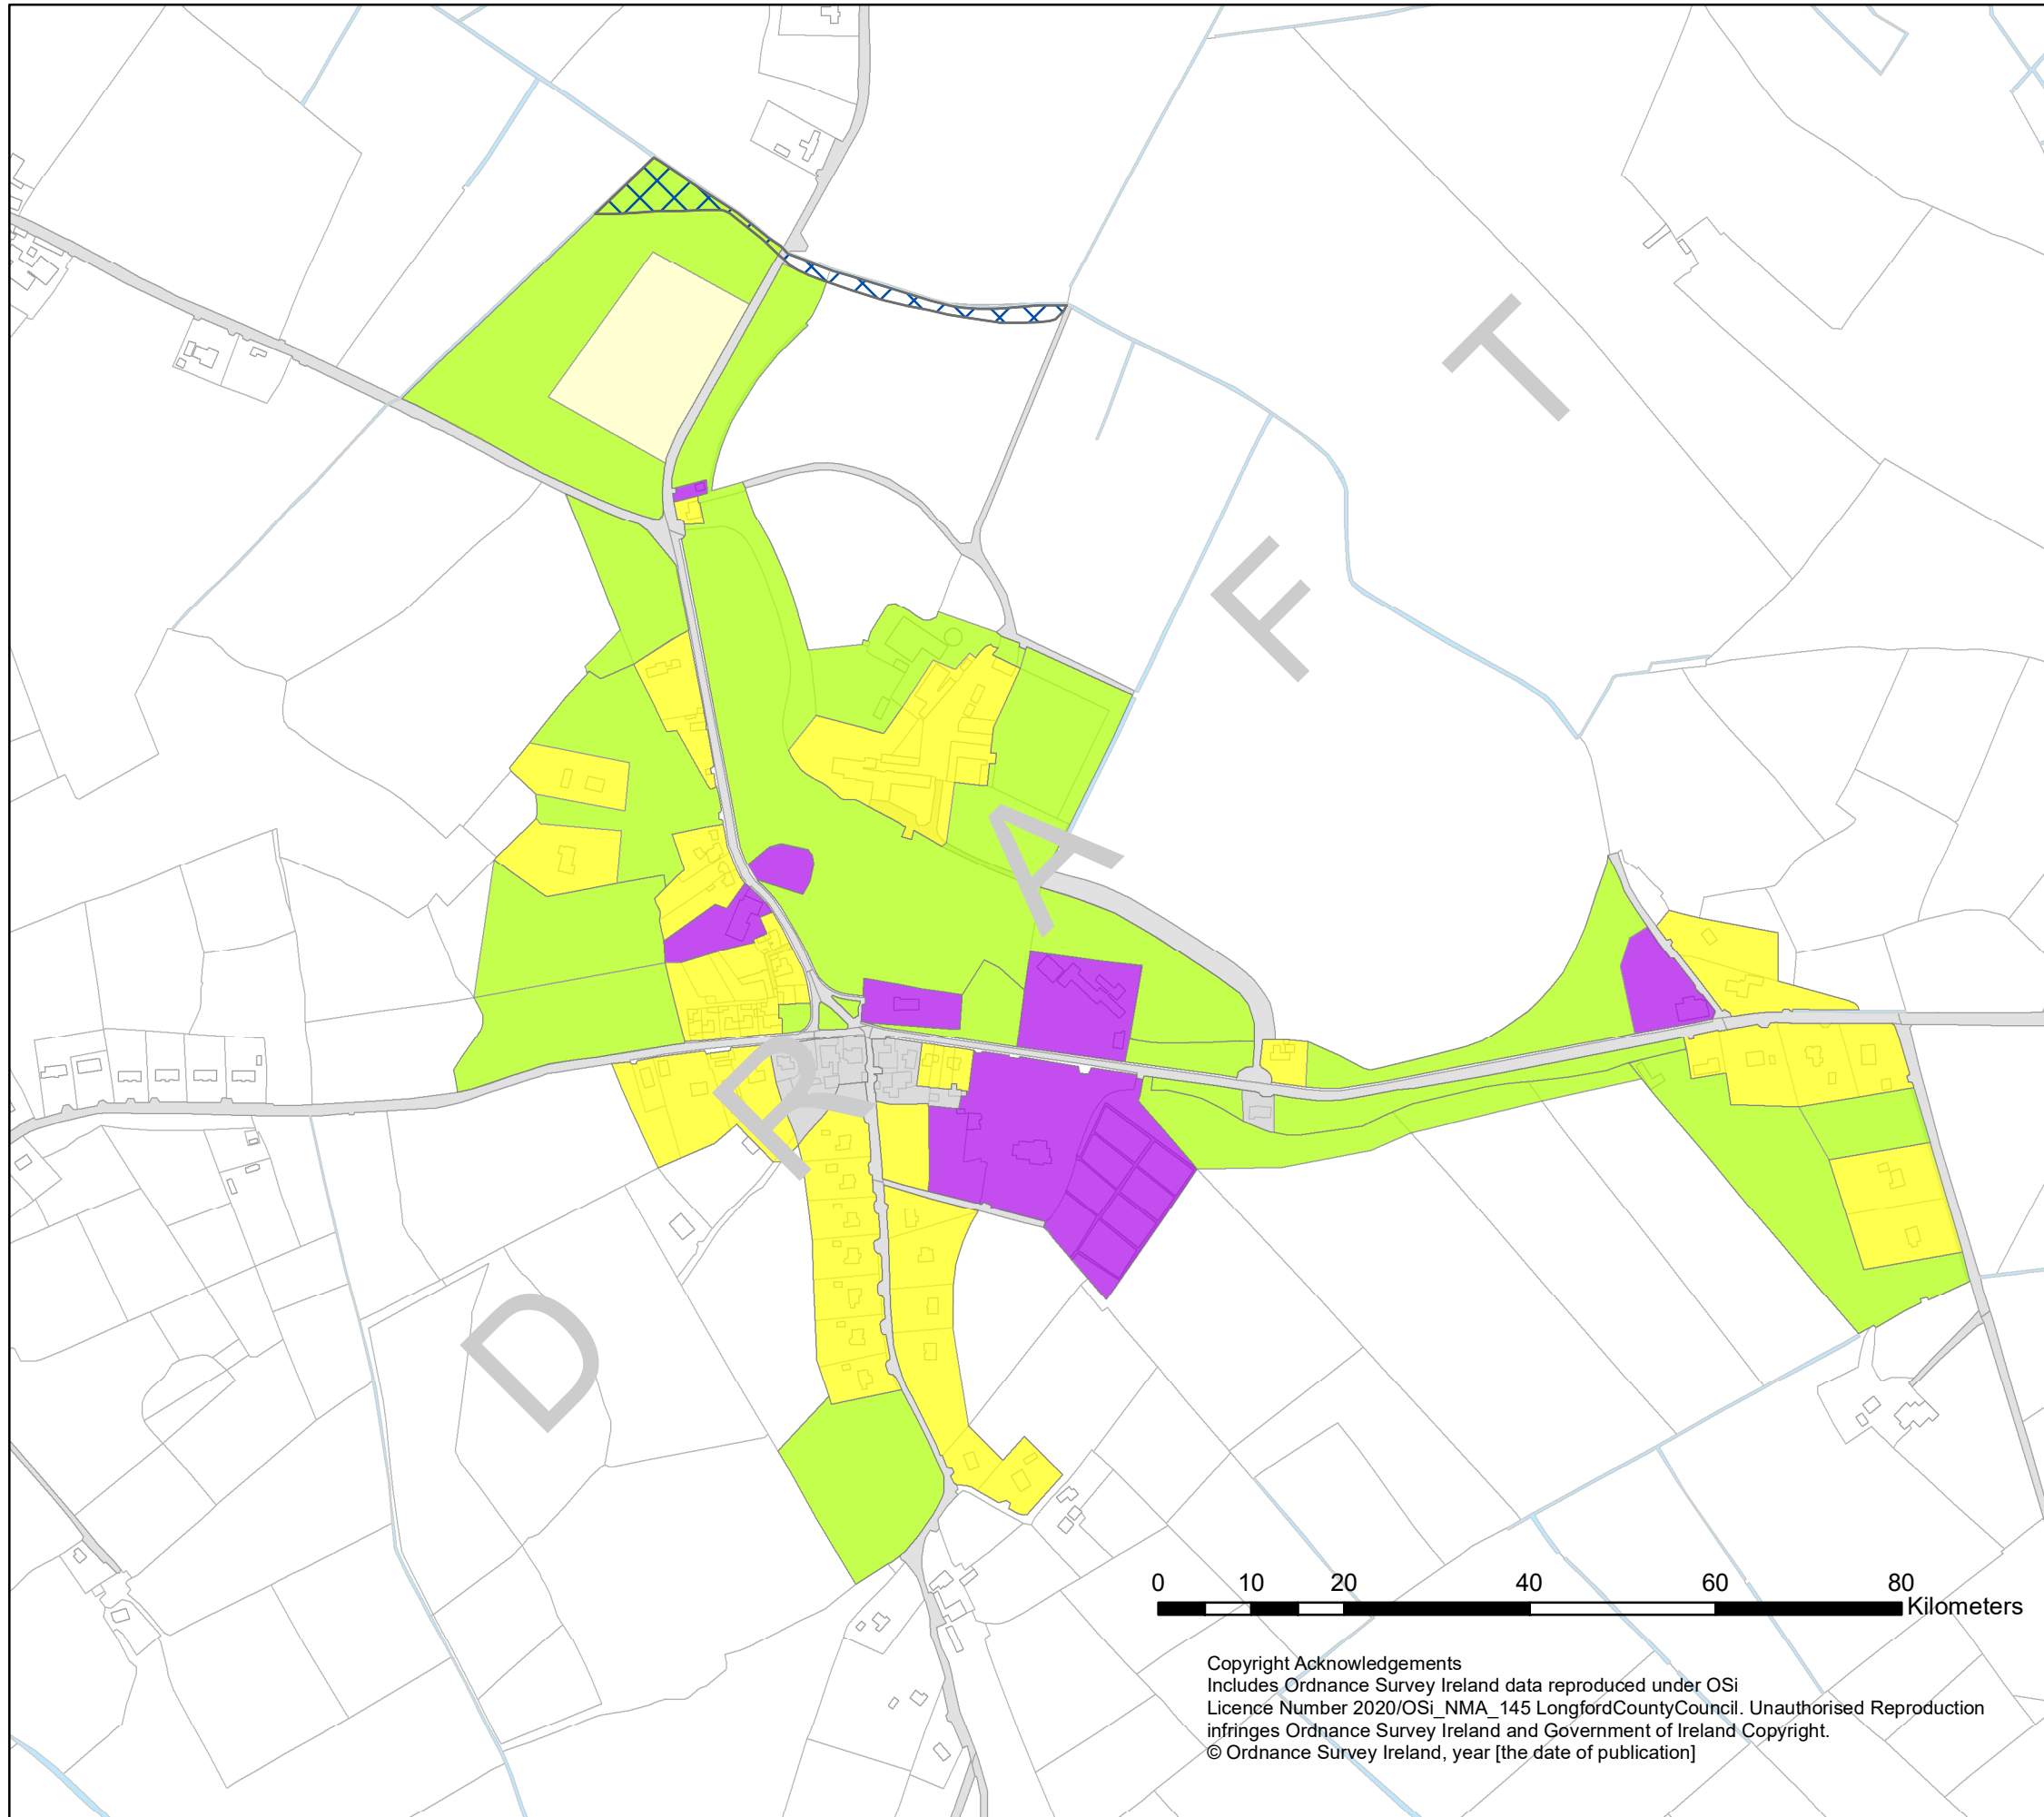 DRAFT
0 10 20 40 60 80
Kilometers
Copyright Acknowledgements
Includes Ordnance Survey Ireland data reproduced under OSi
Licence Number 2020/OSi_NMA_145 LongfordCountyCouncil. Unauthorised Reproduction
infringes Ordnance Survey Ireland and Government of Ireland Copyright.
© Ordnance Survey Ireland, year [the date of publication]